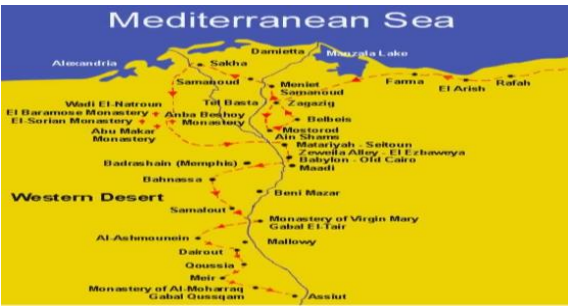 Mediterranean Sea
Damietta
Manzala Lake
Alexandria
Sakha
Samanoud
Meniet
Samanoud
Farma
El Arish
Rafah
Wadi El-Natroun
El Baramose Monastery
El-Sorian Monastery
Abu Makar
Monastery
Anba Beshoy
Monastery
Tel Basta
Zagazig
Belbeis
Mostorod
Ain Shams
Matariyah - Seitoun
Zeweila Alley - El Ezbaweya
Babylon - Old Cairo
Maadi
Badrashain (Memphis)
Bahnassa
Beni Mazar
Western Desert
Samalout
Monastery of Virgin Mary
Gabal El-Tair
Al-Ashmounein
Mallowy
Dairout
Qoussia
Meir
Monastery of Al-Moharraq
Gabal Qussqam
Assiut